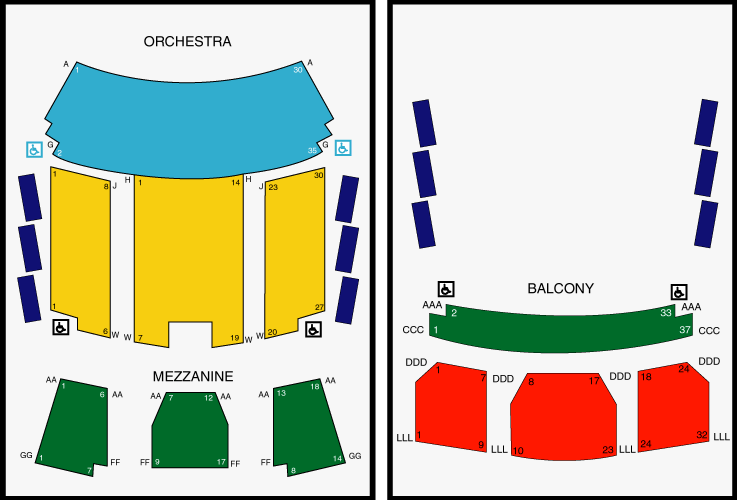 ORCHESTRA
A 1 30 A
G 2 35 G
1 8 J H 1 14 H J 23 30
1 6 W W 7 19 W W 20 27
MEZZANINE
AA 1 6 AA AA 7 12 AA AA 13 18 AA
GG 1 7 FF FF 9 17 FF FF 8 14 GG
BALCONY
AAA 2 33 AAA
CCC 1 37 CCC
DDD 1 7 DDD 8 17 DDD 18 24 DDD
LLL 1 9 LLL 10 23 LLL 24 32 LLL